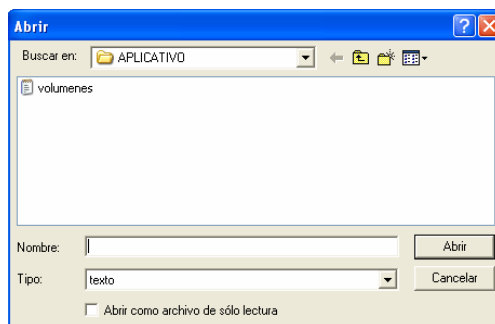 Abrir
Buscar en: APLICATIVO
volumenes
Nombre: Abrir
Tipo: texto Cancelar
Abrir como archivo de sólo lectura